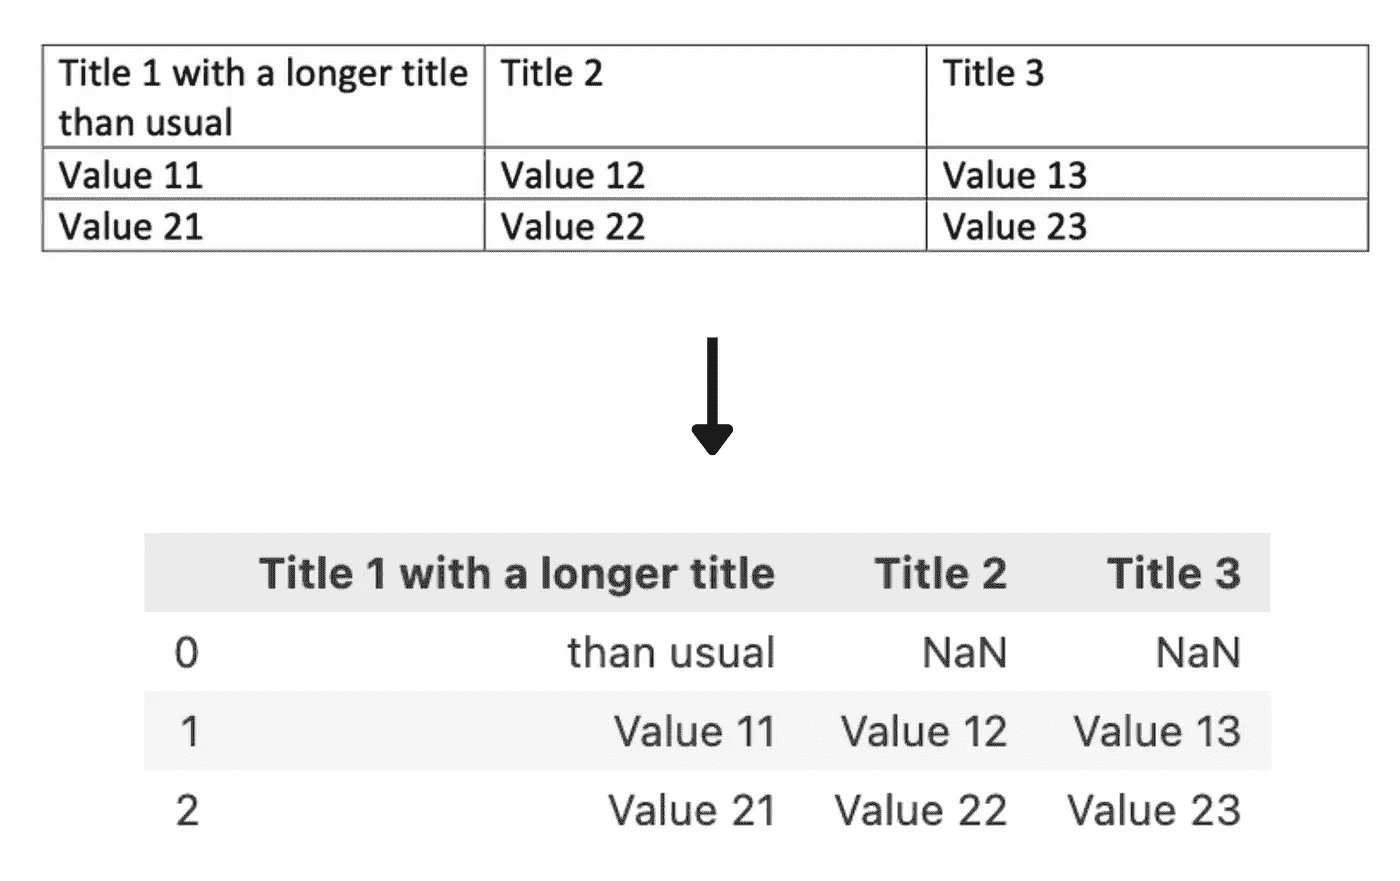 Title 1 with a longer title Title 2 Title 3
than usual
Value 11 Value 12 Value 13
Value 21 Value 22 Value 23
Title 1 with a longer title Title 2 Title 3
0 than usual NaN NaN
1 Value 11 Value 12 Value 13
2 Value 21 Value 22 Value 23